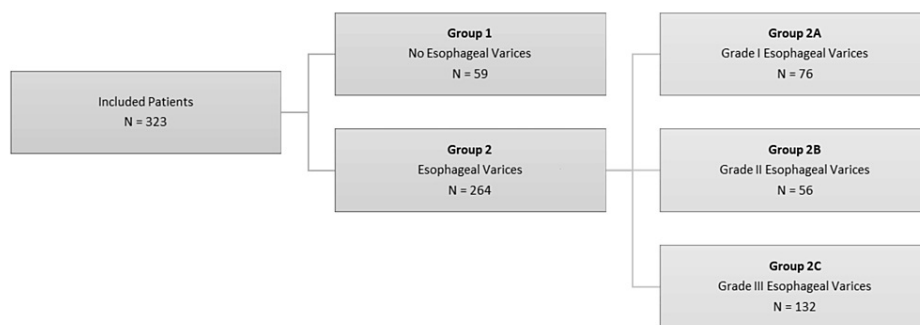 Included Patients
N = 323
Group 1
No Esophageal Varices
N = 59
Group 2
Esophageal Varices
N = 264
Group 2A
Grade I Esophageal Varices
N = 76
Group 2B
Grade II Esophageal Varices
N = 56
Group 2C
Grade III Esophageal Varices
N = 132